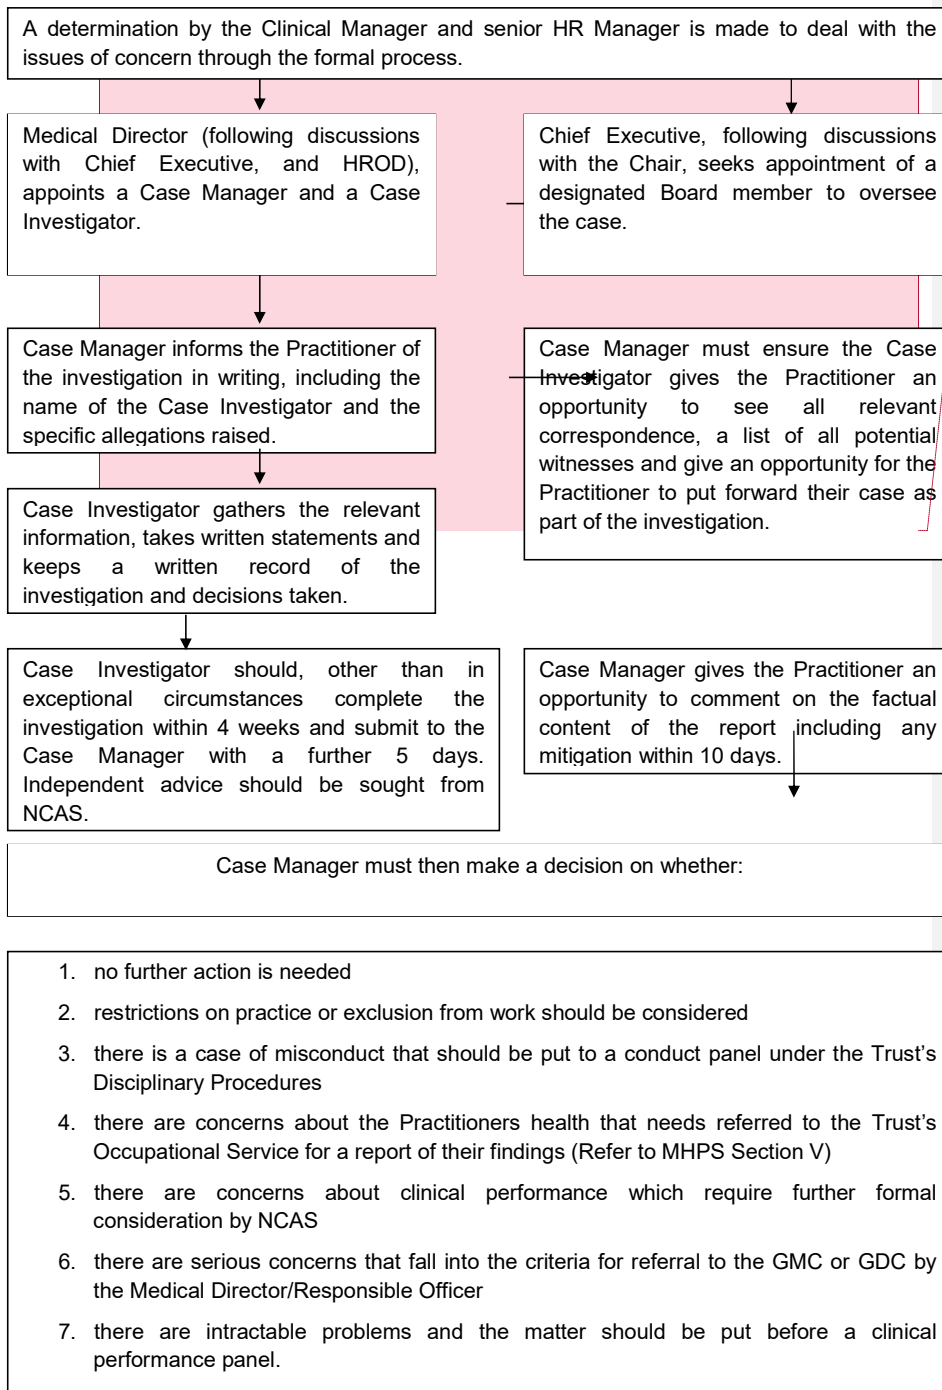 A determination by the Clinical Manager and senior HR Manager is made to deal with the
issues of concern through the formal process.
Medical Director (following discussions
with Chief Executive, and HROD),
appoints a Case Manager and a Case
Investigator.
Chief Executive, following discussions
with the Chair, seeks appointment of a
designated Board member to oversee
the case.
Case Manager informs the Practitioner of
the investigation in writing, including the
name of the Case Investigator and the
specific allegations raised.
Case Manager must ensure the Case
Investigator gives the Practitioner an
opportunity to see all relevant
correspondence, a list of all potential
witnesses and give an opportunity for the
Practitioner to put forward their case as
part of the investigation.
Case Investigator gathers the relevant
information, takes written statements and
keeps a written record of the
investigation and decisions taken.
Case Investigator should, other than in
exceptional circumstances complete the
investigation within 4 weeks and submit to the
Case Manager with a further 5 days.
Independent advice should be sought from
NCAS.
Case Manager gives the Practitioner an
opportunity to comment on the factual
content of the report including any
mitigation within 10 days.
Case Manager must then make a decision on whether:
1. no further action is needed
2. restrictions on practice or exclusion from work should be considered
3. there is a case of misconduct that should be put to a conduct panel under the Trust’s
Disciplinary Procedures
4. there are concerns about the Practitioners health that needs referred to the Trust’s
Occupational Service for a report of their findings (Refer to MHPS Section V)
5. there are concerns about clinical performance which require further formal
consideration by NCAS
6. there are serious concerns that fall into the criteria for referral to the GMC or GDC by
the Medical Director/Responsible Officer
7. there are intractable problems and the matter should be put before a clinical
performance panel.